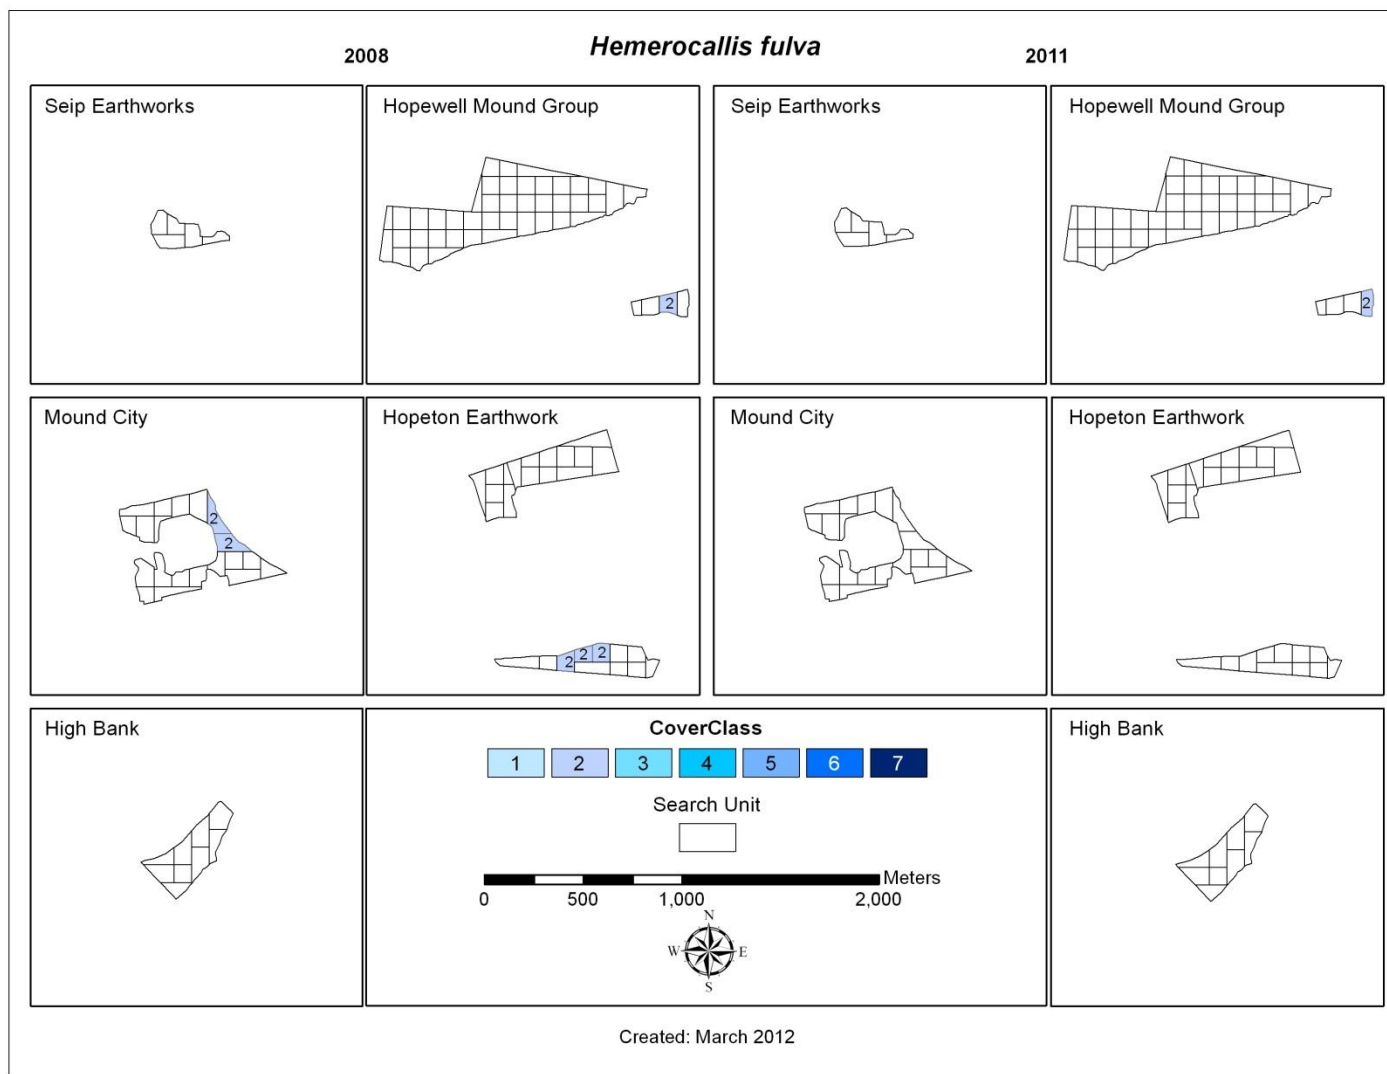 Hemerocallis fulva
2008
2011
Seip Earthworks
Hopewell Mound Group
Seip Earthworks
Hopewell Mound Group
2
2
Mound City
Hopeton Earthwork
Mound City
Hopeton Earthwork
2
2
2 2 2
High Bank
CoverClass
1 2 3 4 5 6 7
Search Unit
Meters
0 500 1,000 2,000
N
W E
S
High Bank
Created: March 2012